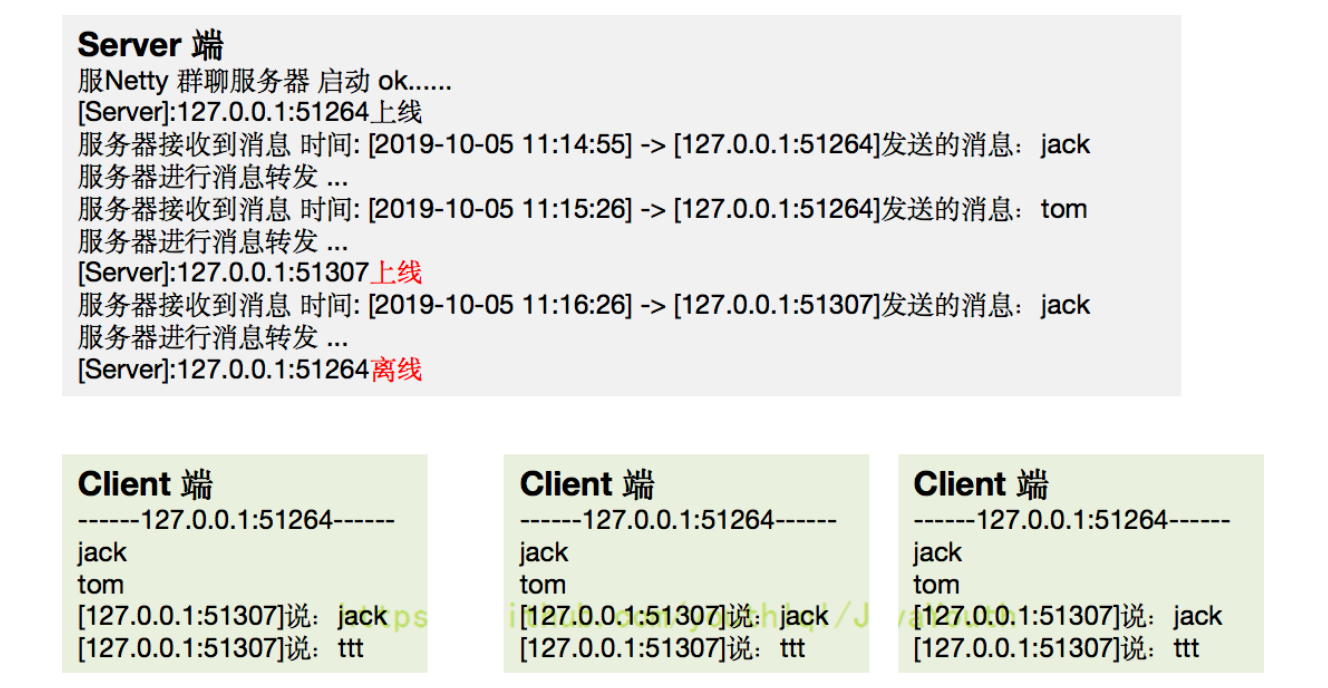 Server 端
服Netty 群聊服务器 启动 ok......
[Server]:127.0.0.1:51264上线
服务器接收到消息 时间: [2019-10-05 11:14:55] -> [127.0.0.1:51264]发送的消息：jack
服务器进行消息转发 ...
服务器接收到消息 时间: [2019-10-05 11:15:26] -> [127.0.0.1:51264]发送的消息：tom
服务器进行消息转发 ...
[Server]:127.0.0.1:51307上线
服务器接收到消息 时间: [2019-10-05 11:16:26] -> [127.0.0.1:51307]发送的消息：jack
服务器进行消息转发 ...
[Server]:127.0.0.1:51264离线
Client 端
------127.0.0.1:51264------
jack
tom
[127.0.0.1:51307]说：jack
[127.0.0.1:51307]说：ttt
Client 端
------127.0.0.1:51264------
jack
tom
[127.0.0.1:51307]说：jack
[127.0.0.1:51307]说：ttt
Client 端
------127.0.0.1:51264------
jack
tom
[127.0.0.1:51307]说：jack
[127.0.0.1:51307]说：ttt